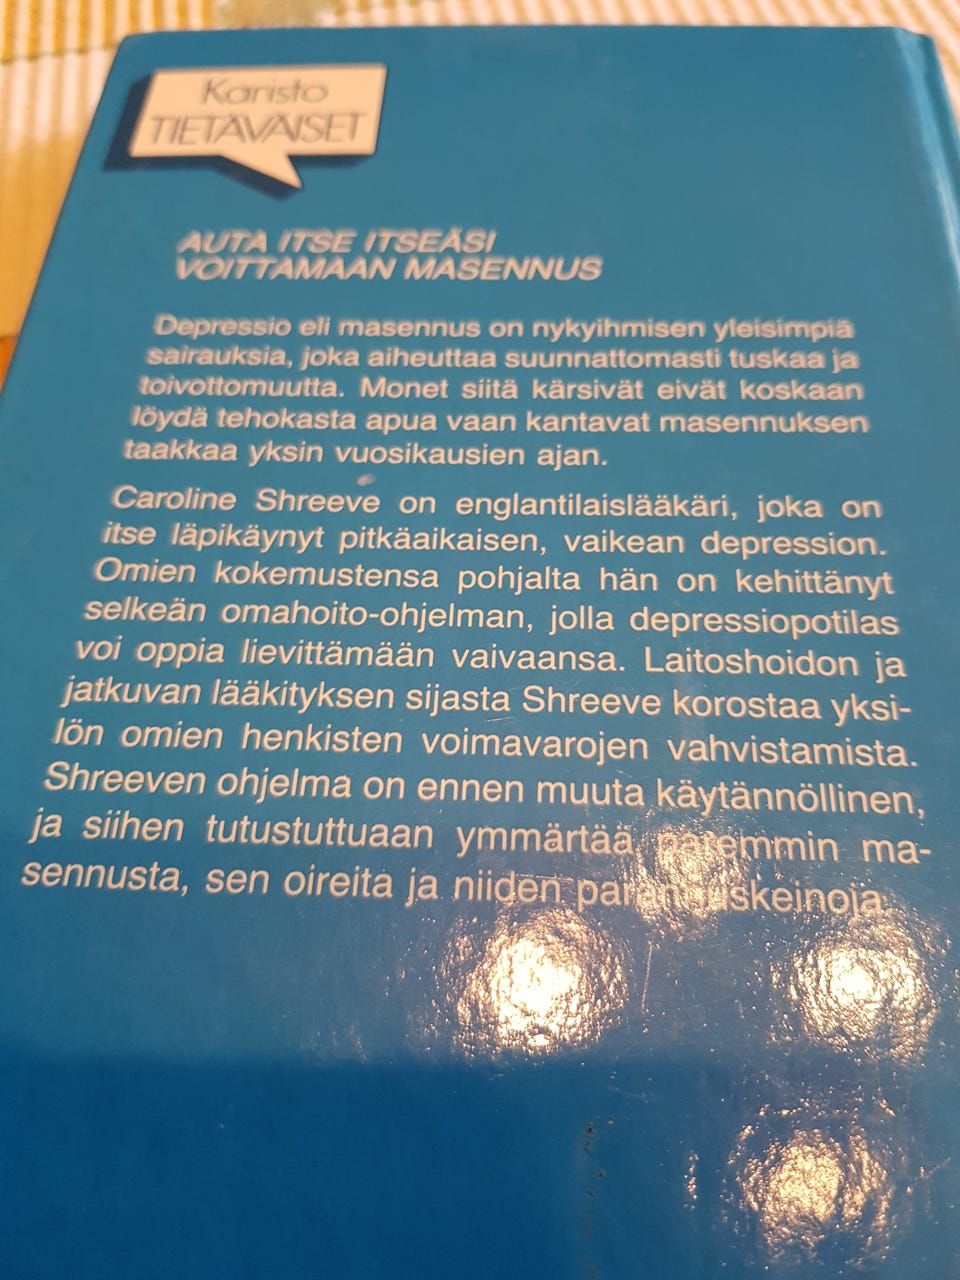 Karisto
TIETÄVÄISET
AUTA ITSE ITSEÄSI
VOITTAMAAN MASENNUS
Depressio eli masennus on nykyihmisen yleisimpiä
sairauksia, joka aiheuttaa suunnattomasti tuskaa ja
toivottomuutta. Monet siitä kärsivät eivät koskaan
löydä tehokasta apua vaan kantavat masennuksen
taakkaa yksin vuosikausien ajan.
Caroline Shreeve on englantilaislääkäri, joka on
itse läpikäynyt pitkäaikaisen, vaikean depression.
Omien kokemustensa pohjalta hän on kehittänyt
selkeän omahoito-ohjelman, jolla depressiopotilas
voi oppia lievittämään vaivaansa. Laitoshoidon ja
jatkuvan lääkityksen sijasta Shreeve korostaa yksi-
lön omien henkisten voimavarojen vahvistamista.
Shreeven ohjelma on ennen muuta käytännöllinen,
ja siihen tutustuttuaan ymmärtää paremmin ma-
sennusta, sen oireita ja niiden parannuskeinoja.